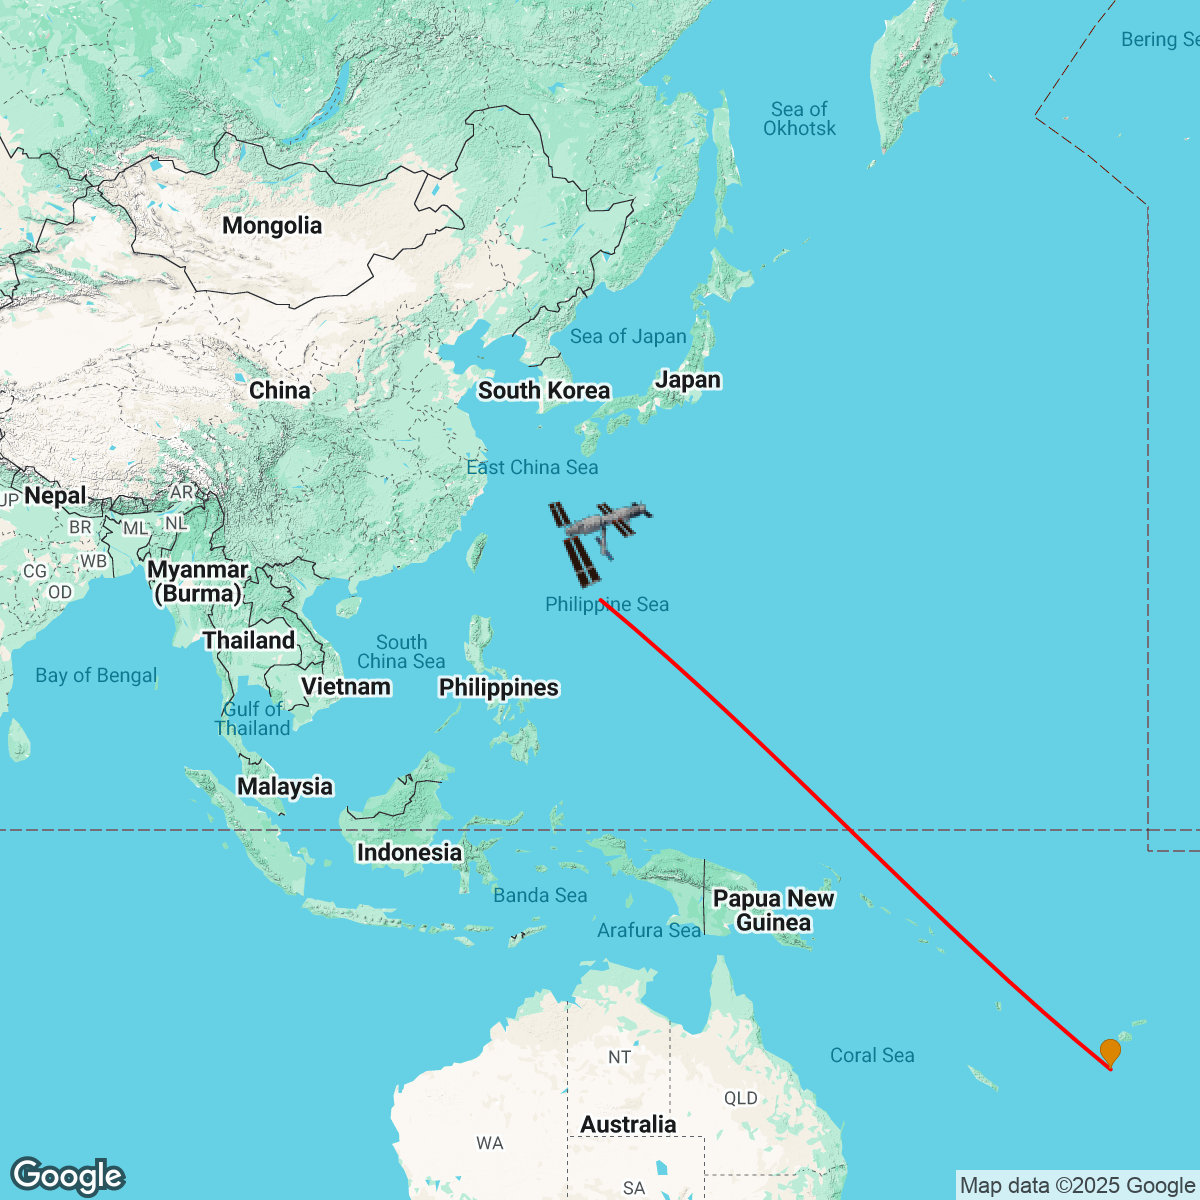 Bering Se
Sea of
Okhotsk
Mongolia
Sea of Japan
Japan
China
South Korea
East China Sea
Nepal
AR
UP
BR
ML
NL
WB
CG
OD
Myanmar
(Burma)
Philippine Sea
Thailand
South
China Sea
Bay of Bengal
Vietnam
Philippines
Gulf of
Thailand
Malaysia
Indonesia
Banda Sea
Papua New
Guinea
Arafura Sea
NT
Coral Sea
QLD
Australia
WA
SA
Google
Map data ©2025 Google